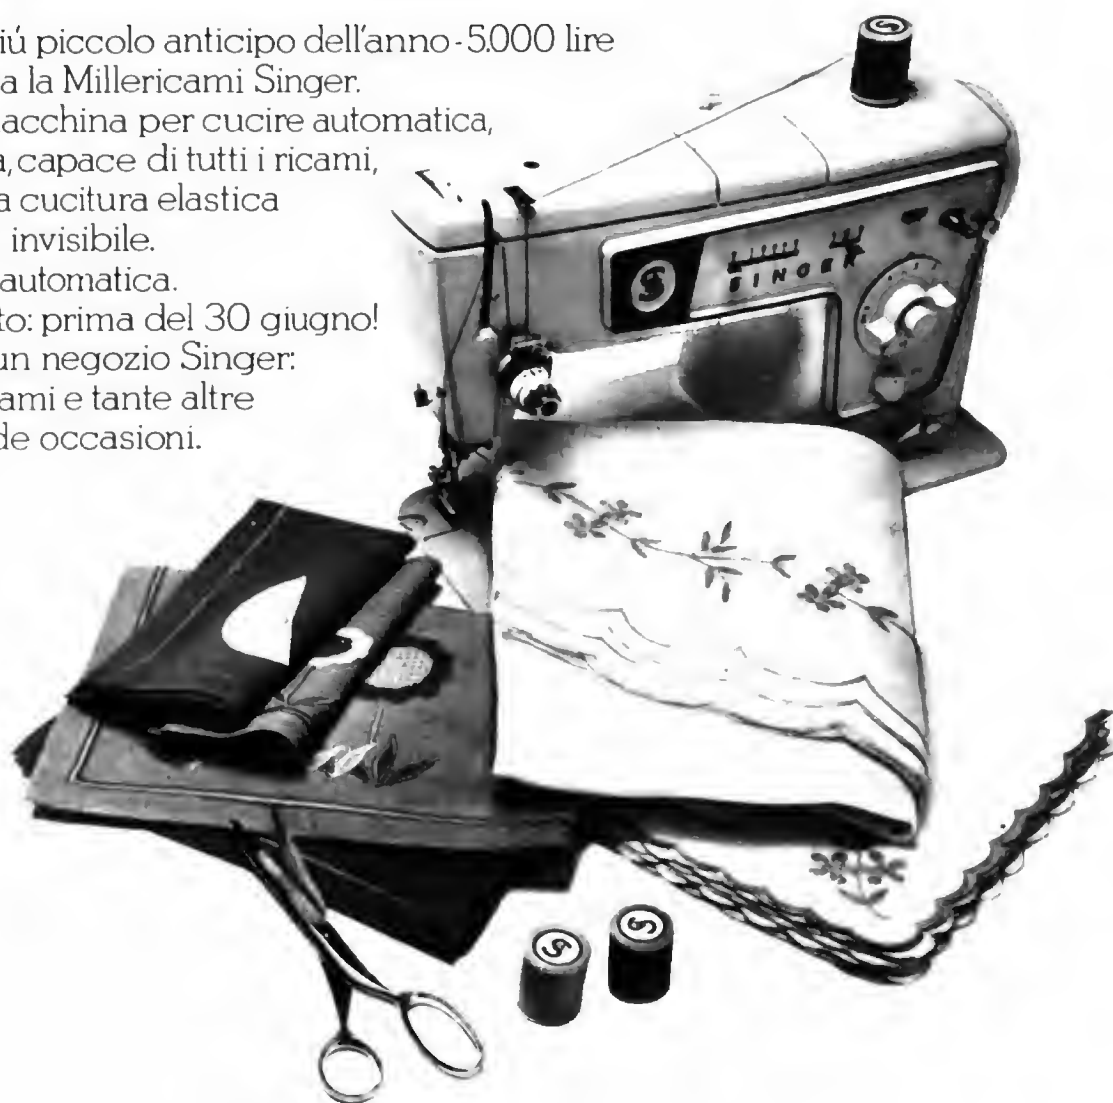 iú piccolo anticipo dell'anno - 5.000 lire
a la Millericami Singer.
acchina per cucire automatica,
a, capace di tutti i ricami,
a cucitura elastica
invisibile.
automatica.
to: prima del 30 giugno!
un negozio Singer:
ami e tante altre
de occasioni.
S
SINGER
S
S
S